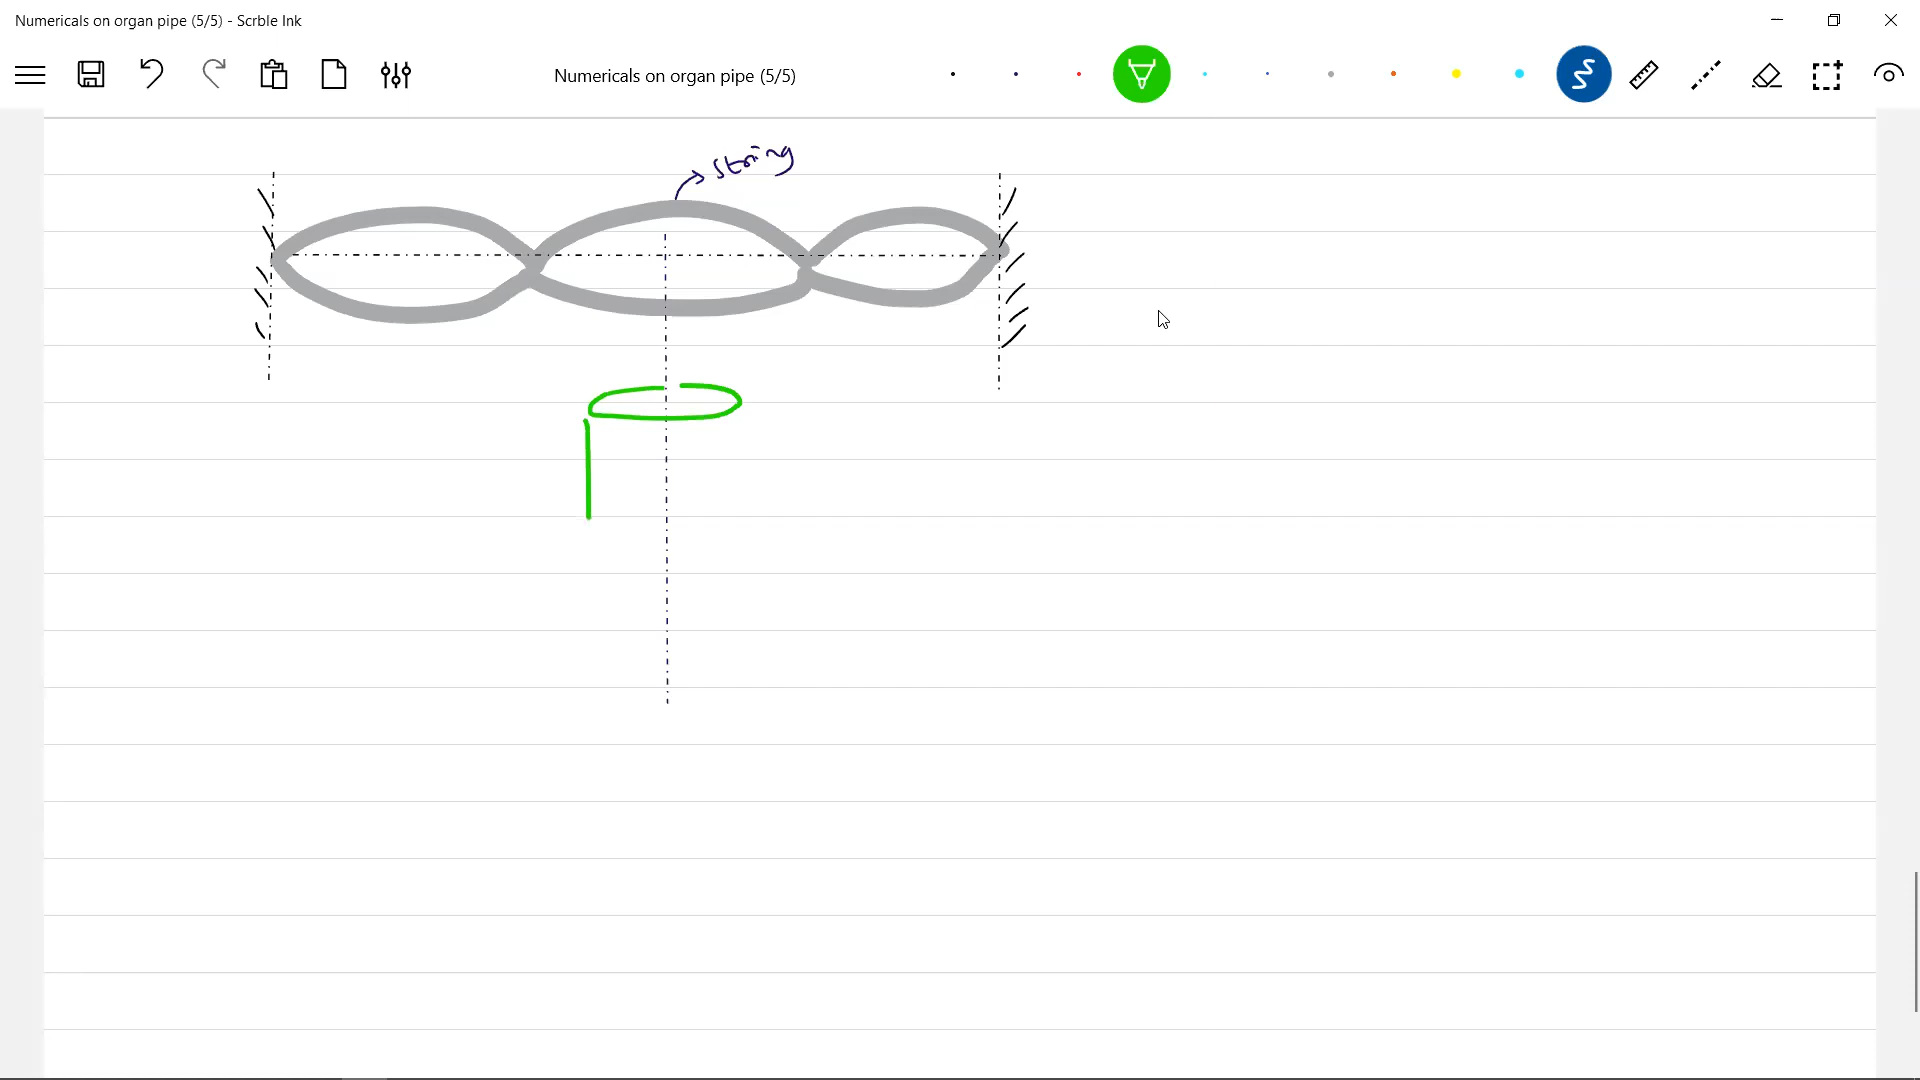 Numericals on organ pipe (5/5) - Scrble Ink
Numericals on organ pipe (5/5)
string